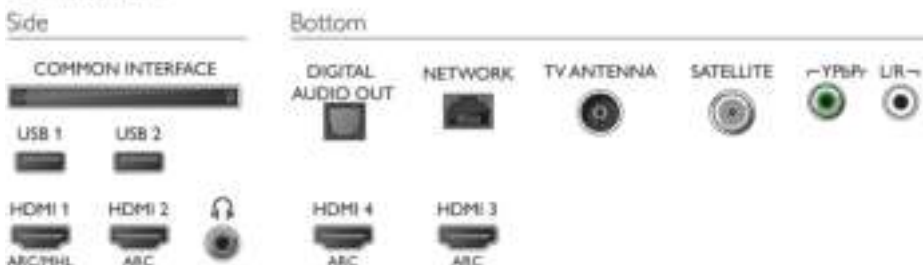 Side
COMMON INTERFACE
USB 1 USB 2
HDMI 1 HDMI 2
ARC/MHL ARC
Bottom
DIGITAL AUDIO OUT NETWORK TV ANTENNA SATELLITE YPbPr L/R
HDMI 4 HDMI 3
ARC ARC